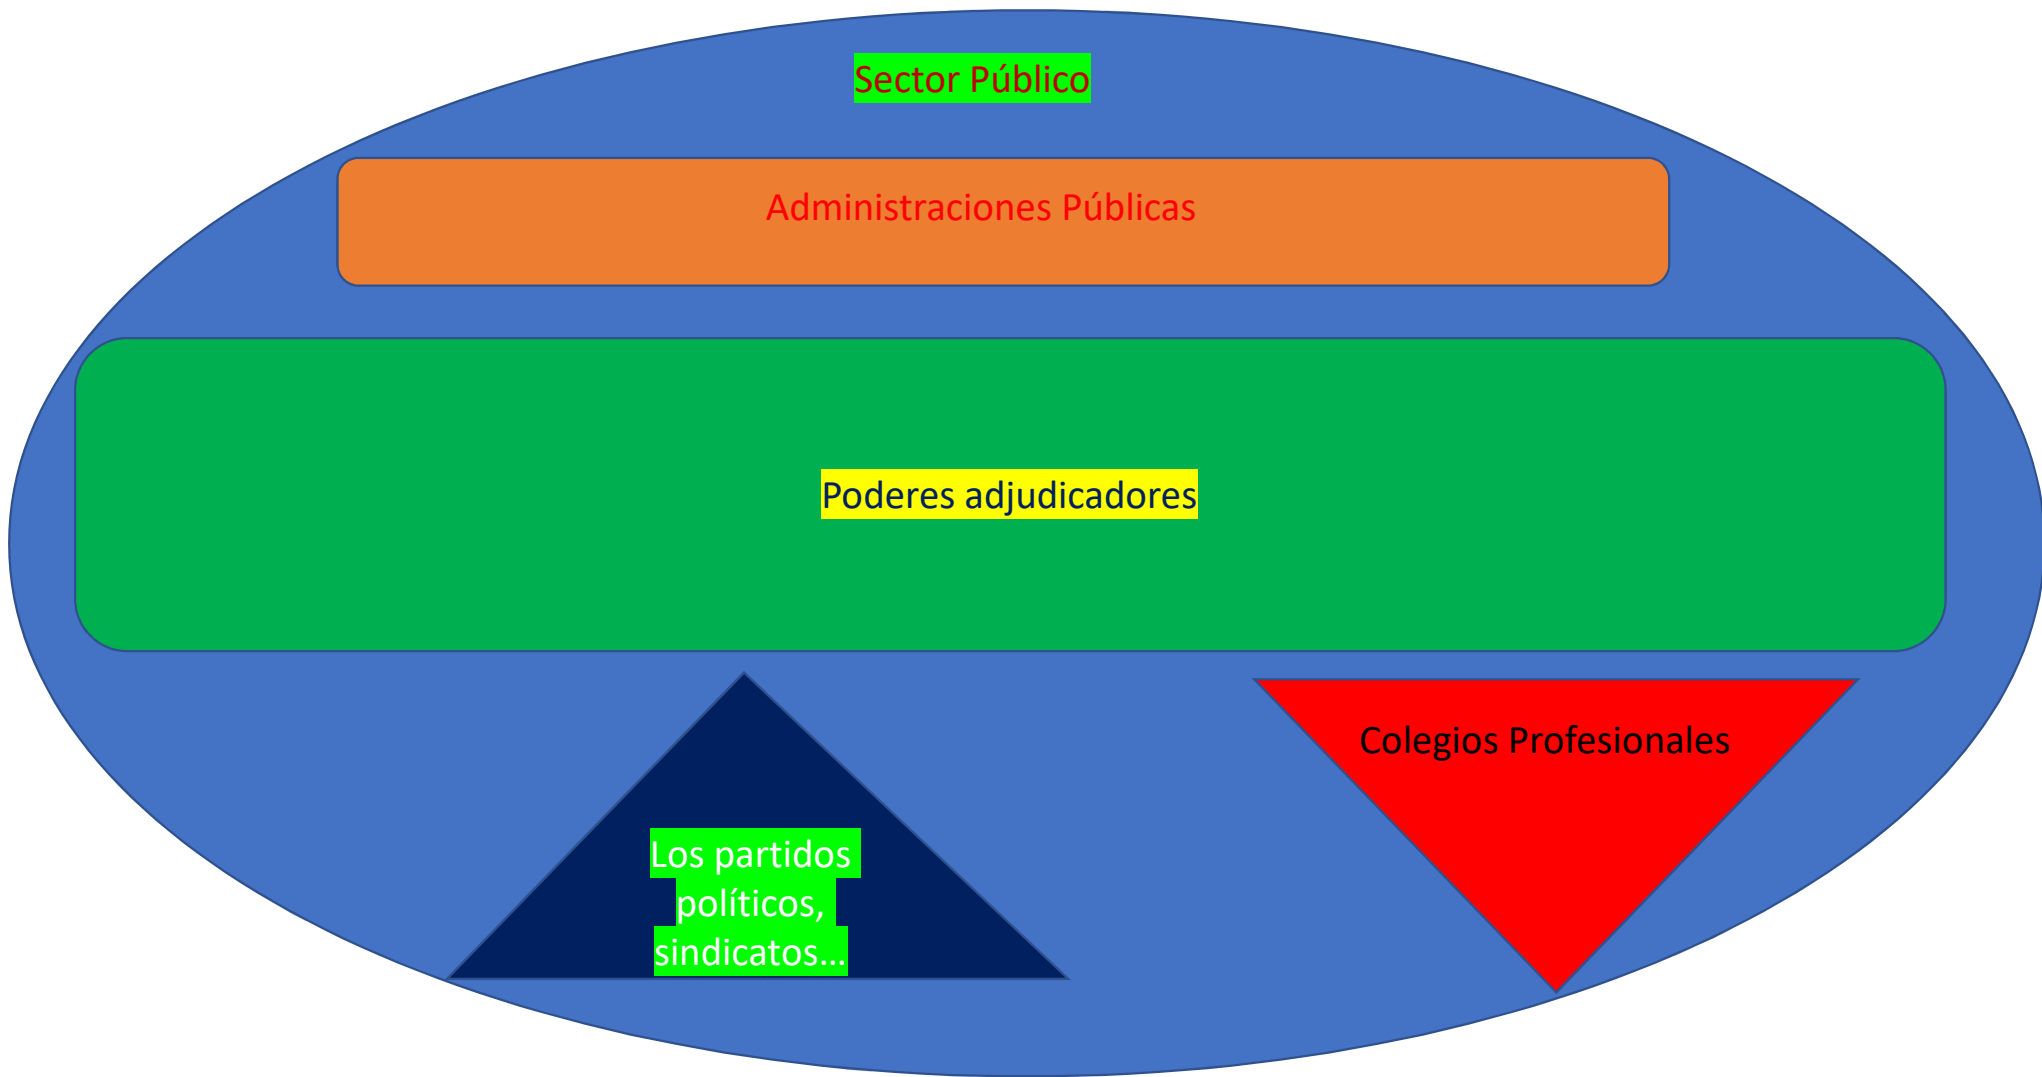 Sector Público
Administraciones Públicas
Poderes adjudicadores
Colegios Profesionales
Los partidos
políticos,
sindicatos...